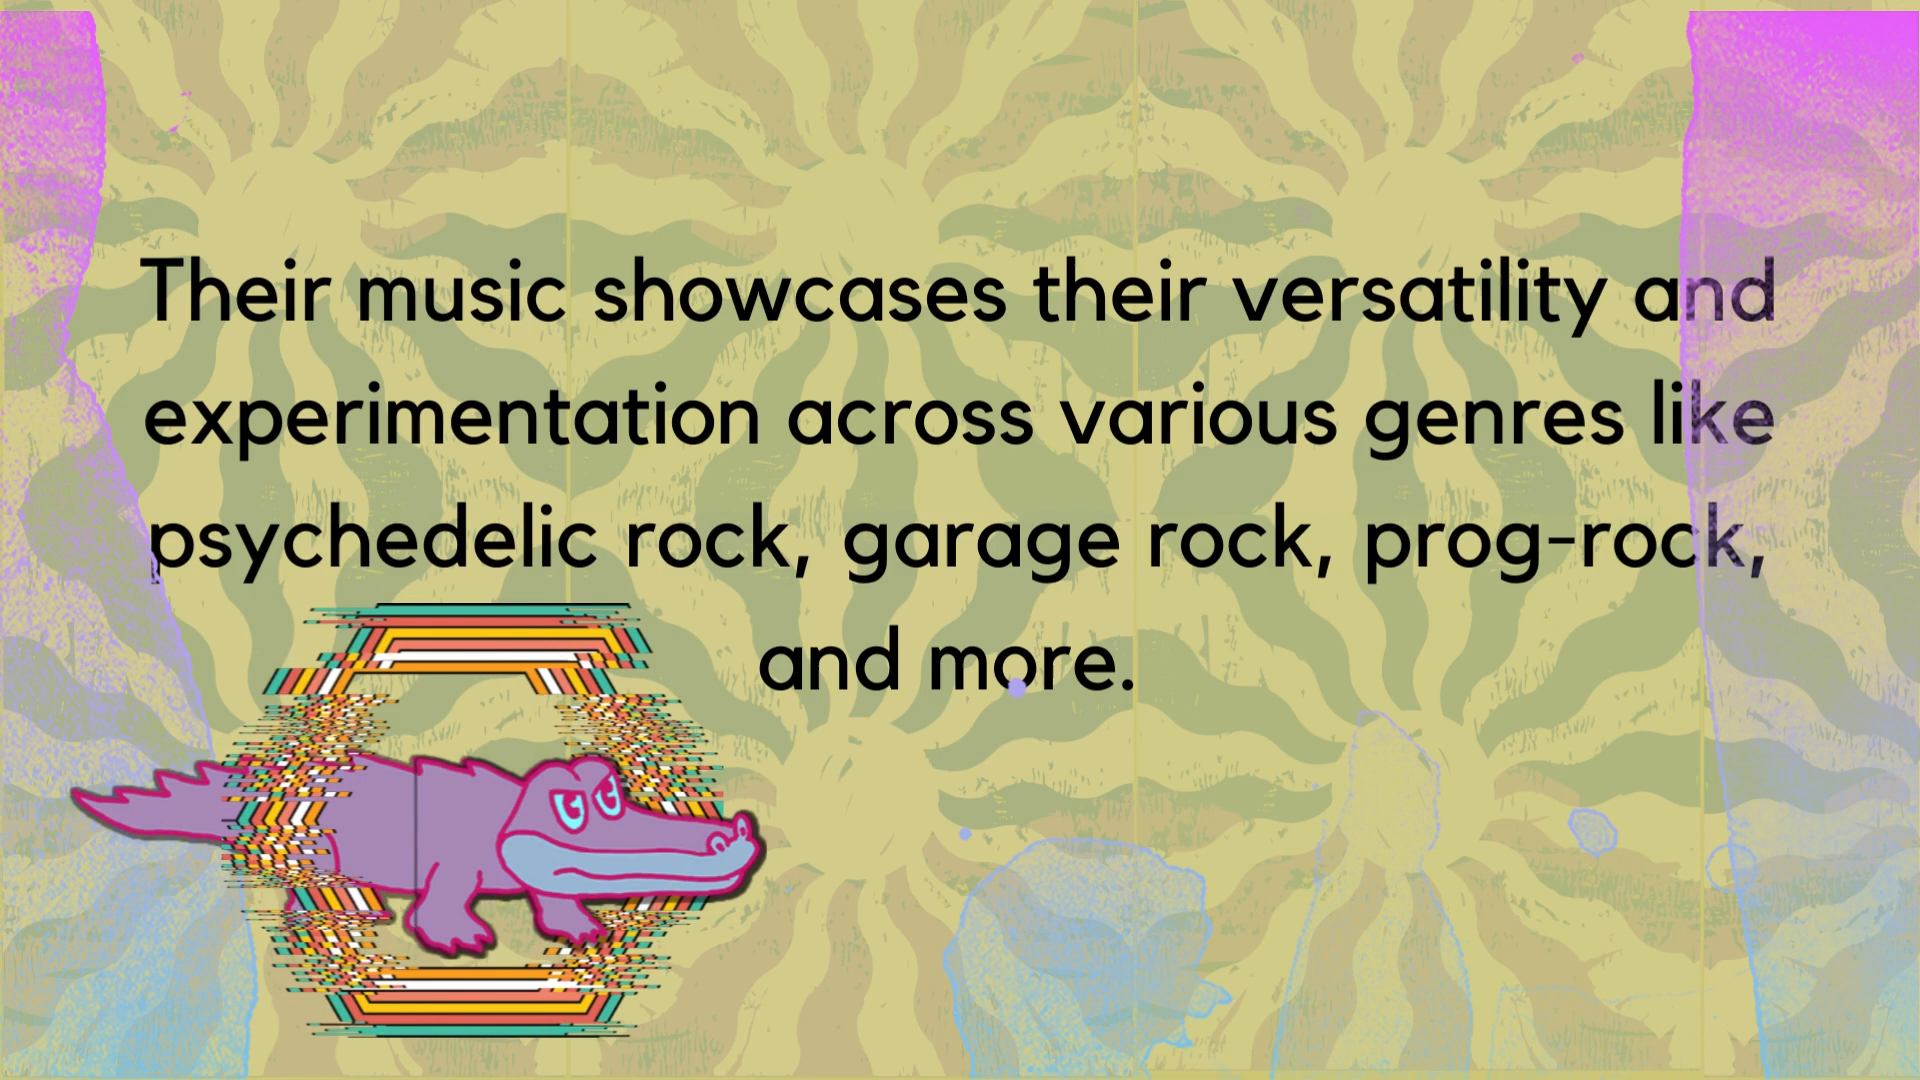 Their music showcases their versatility and
experimentation across various genres like
psychedelic rock, garage rock, prog-rock,
and more.